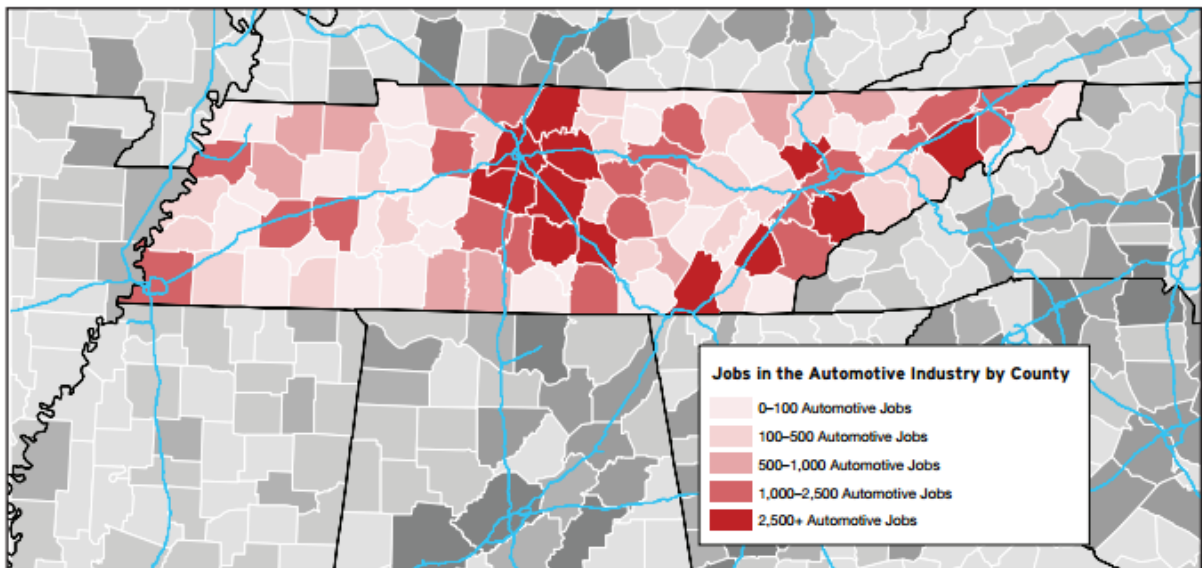 Jobs in the Automotive Industry by County
0–100 Automotive Jobs
100–500 Automotive Jobs
500–1,000 Automotive Jobs
1,000–2,500 Automotive Jobs
2,500+ Automotive Jobs